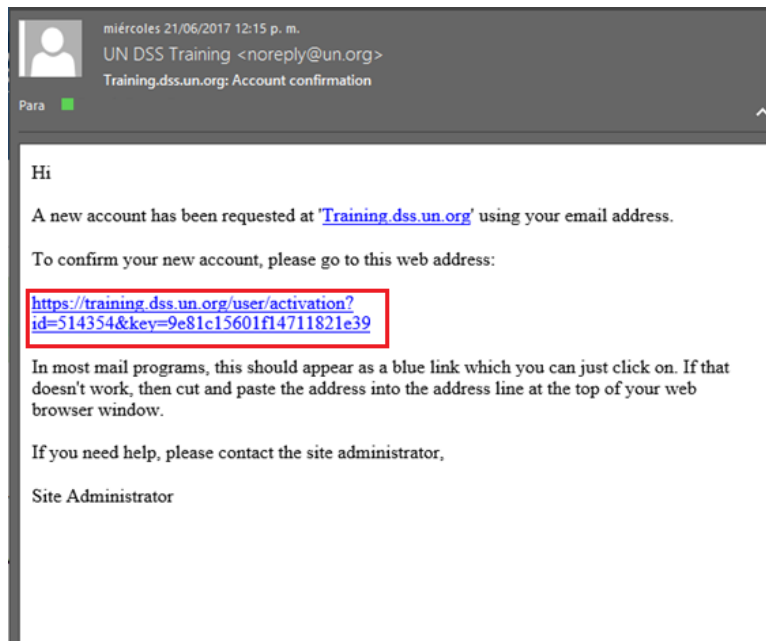 miércoles 21/06/2017 12:15 p. m.
UN DSS Training <noreply@un.org>
Training.dss.un.org: Account confirmation
Para
Hi
A new account has been requested at 'Training.dss.un.org' using your email address.
To confirm your new account, please go to this web address:
https://training.dss.un.org/user/activation?
id=514354&key=9e81c15601f14711821e39
In most mail programs, this should appear as a blue link which you can just click on. If that
doesn't work, then cut and paste the address into the address line at the top of your web
browser window.
If you need help, please contact the site administrator,
Site Administrator